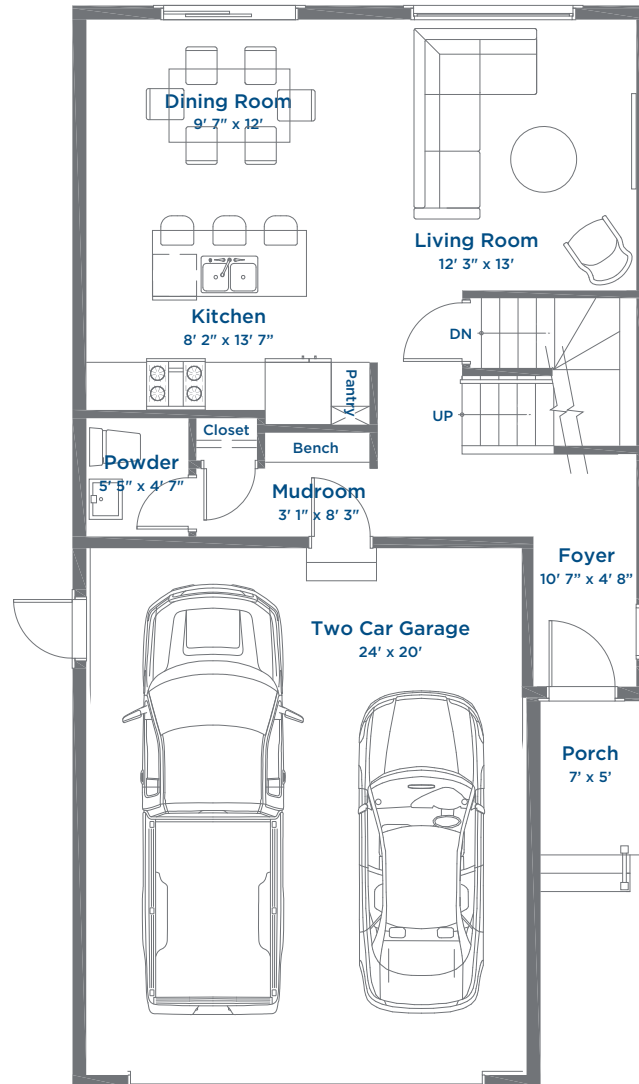 Dining Room
9' 7" x 12'
Living Room
12' 3" x 13'
Kitchen
8' 2" x 13' 7”
DN
Pantry
UP
Closet
Bench
Powder
5' 5" x 4' 7"
Mudroom
3' 1" x 8' 3"
Foyer
10' 7" x 4' 8”
Two Car Garage
24' x 20'
Porch
7’ x 5’